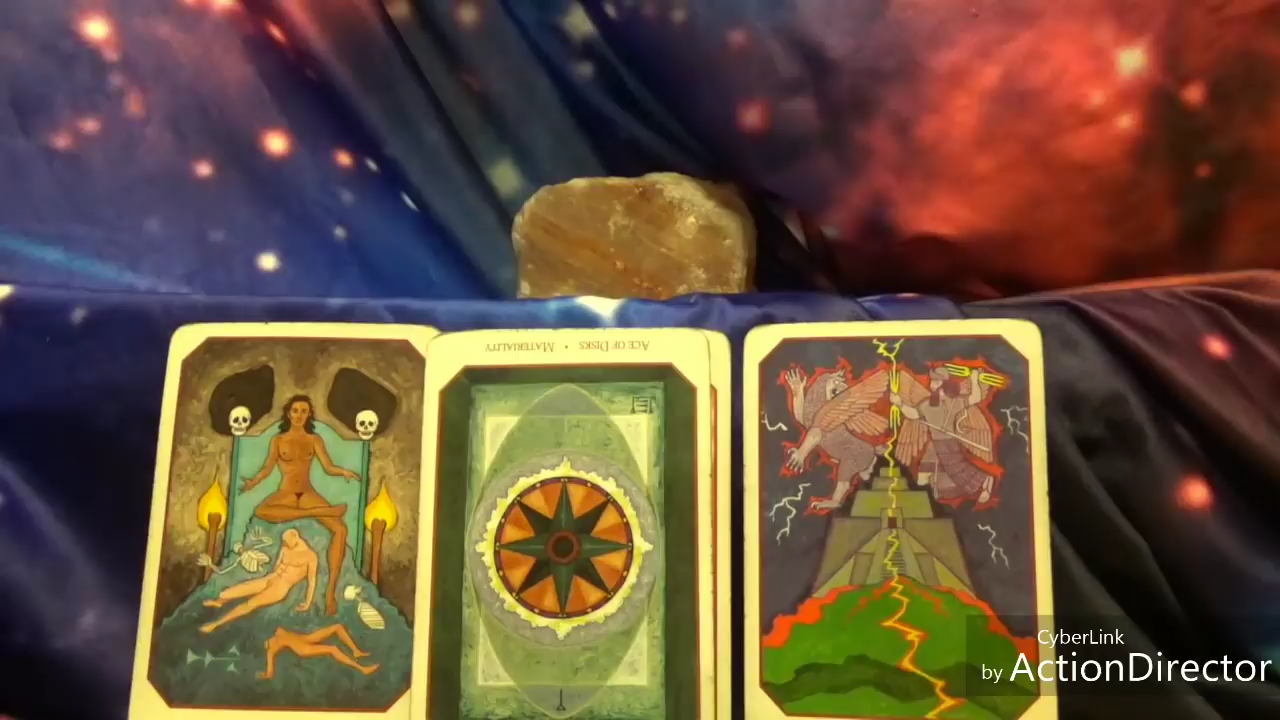 ACE OF DISKS • MATERIALITY
CyberLink
by ActionDirector